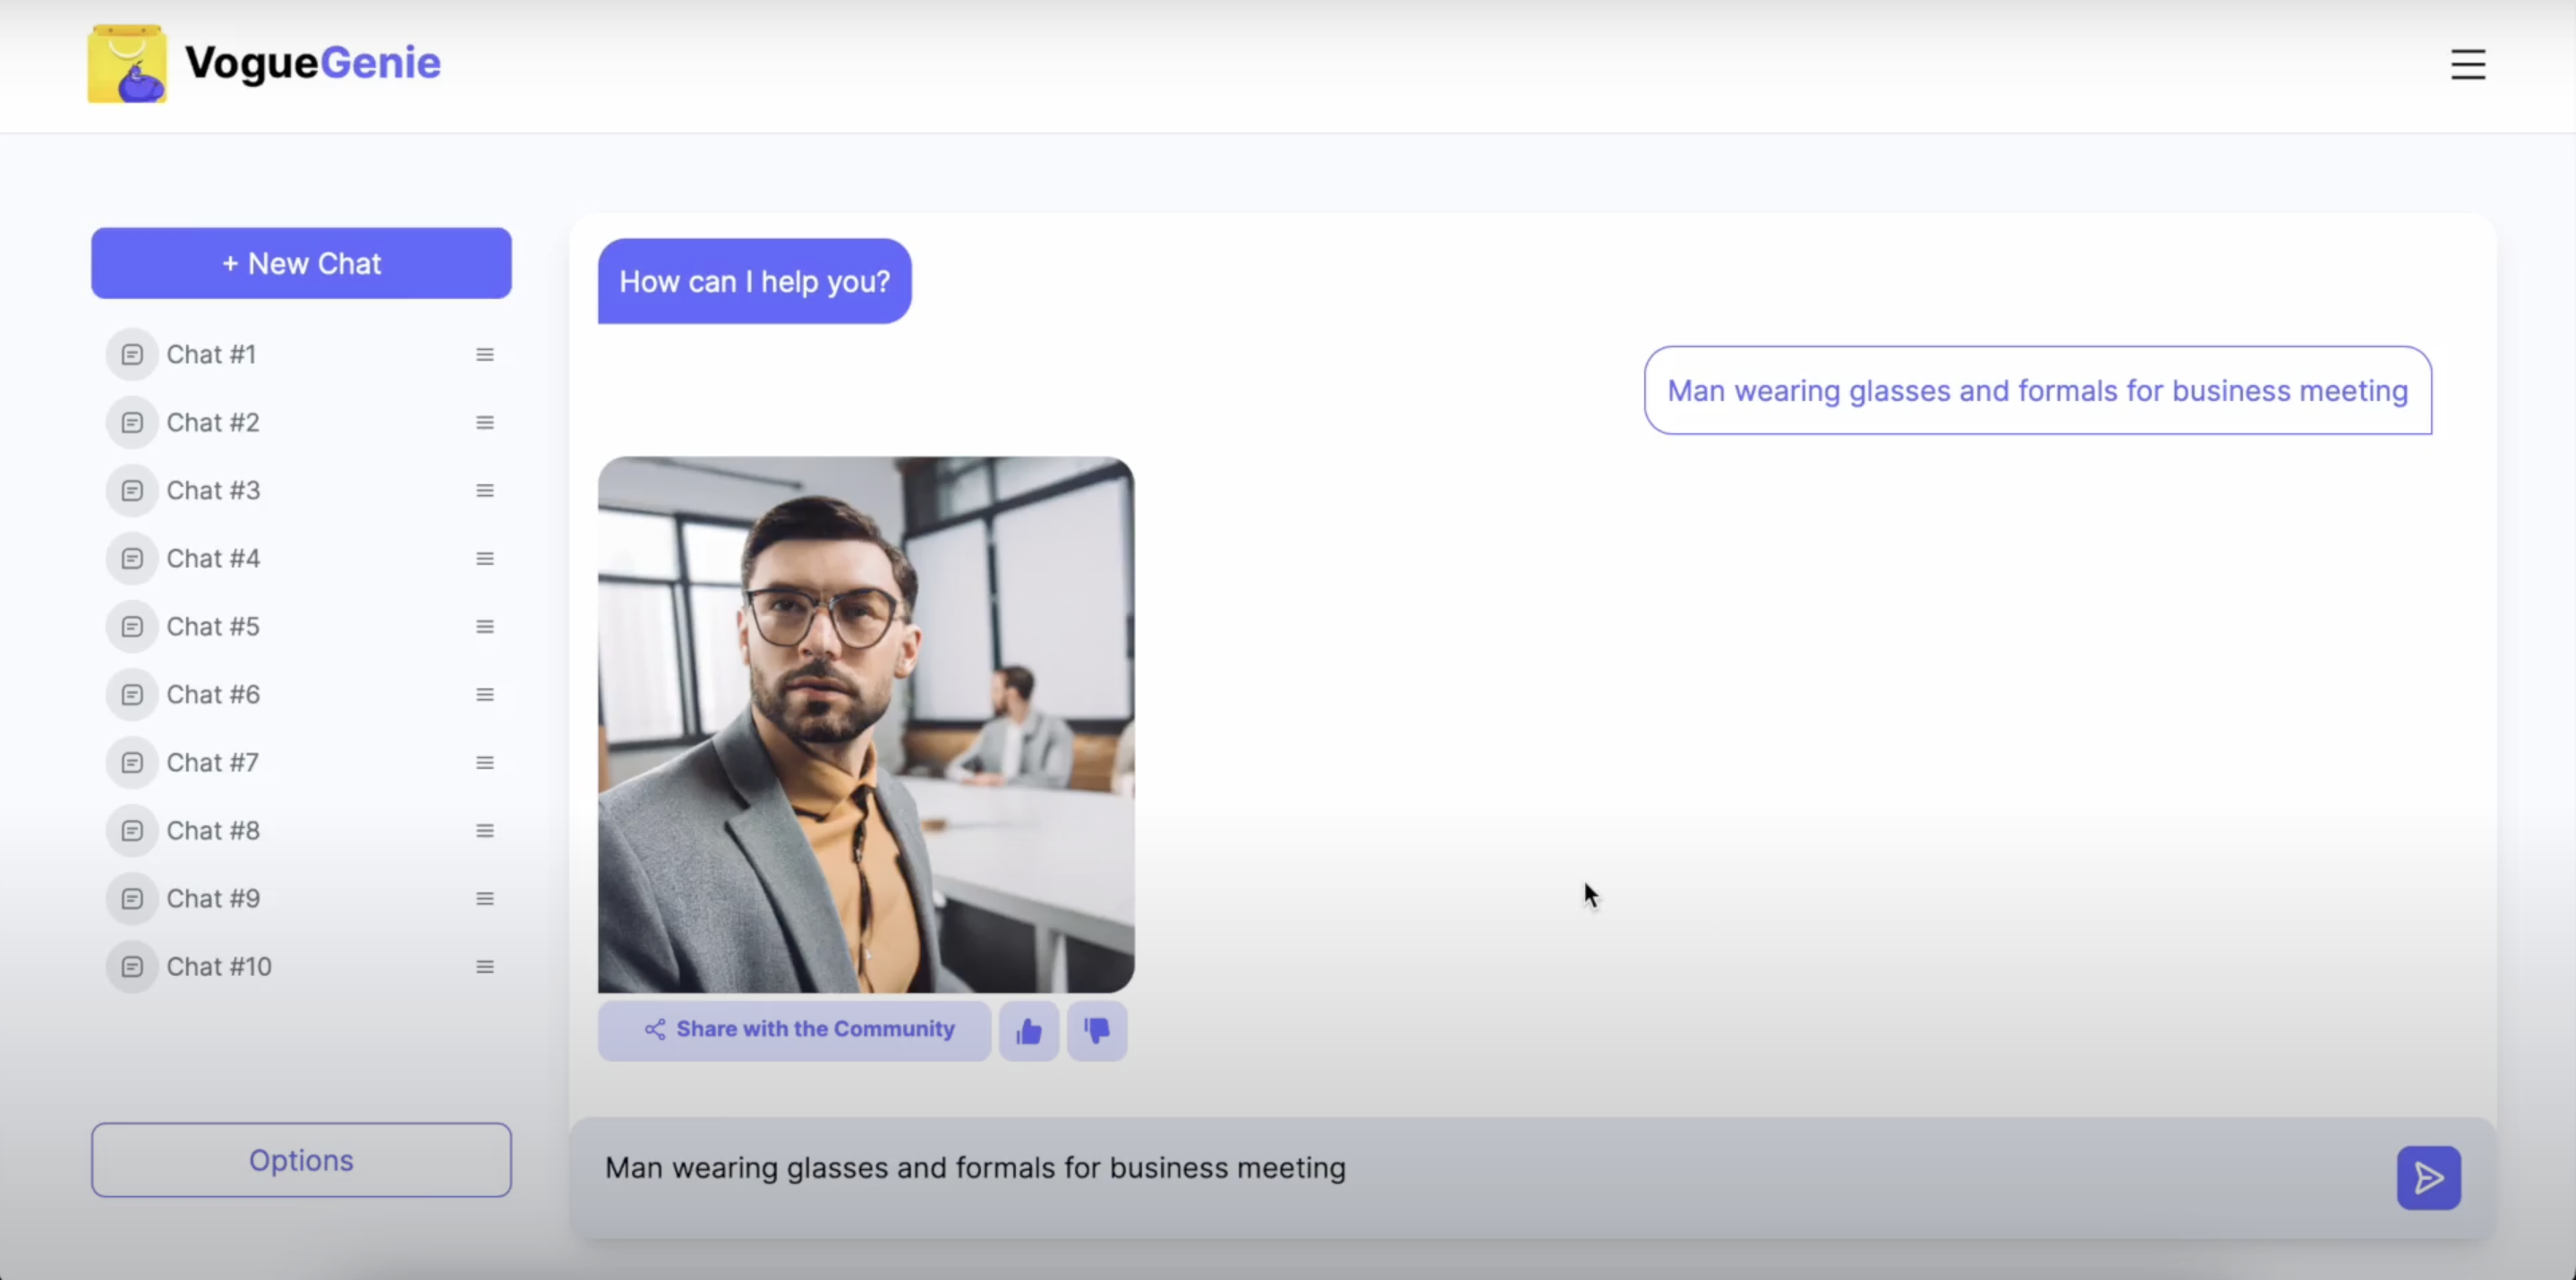 VogueGenie
+ New Chat
Chat #1
Chat #2
Chat #3
Chat #4
Chat #5
Chat #6
Chat #7
Chat #8
Chat #9
Chat #10
Options
How can I help you?
Man wearing glasses and formals for business meeting
Share with the Community
Man wearing glasses and formals for business meeting